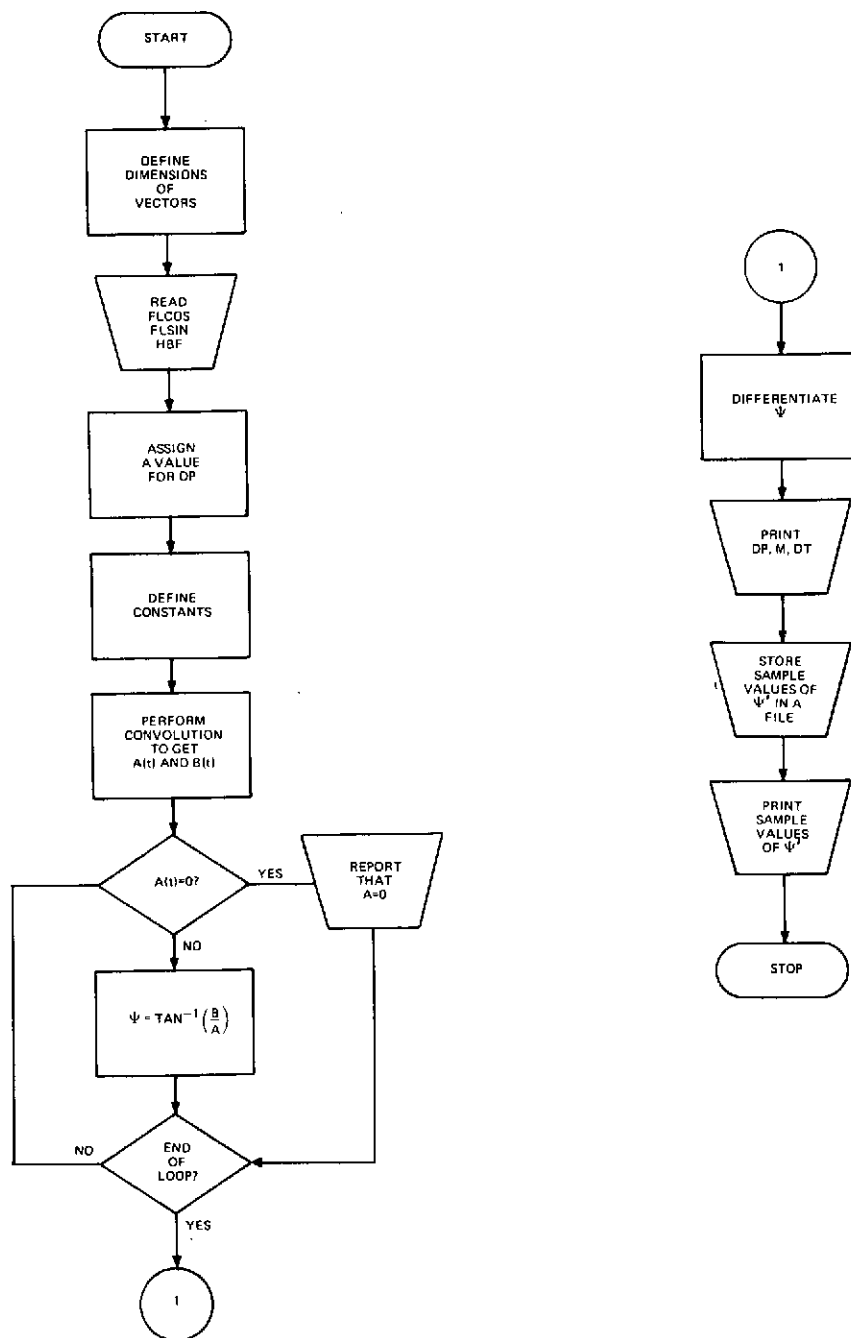 START
DEFINE
DIMENSIONS
OF
VECTORS
READ
FLCOS
FLSIN
HBF
ASSIGN
A VALUE
FOR DP
DEFINE
CONSTANTS
PERFORM
CONVOLUTION
TO GET
A(t) AND B(t)
A(t)=0?
YES
REPORT
THAT
A=0
NO
Ψ = TAN⁻¹ (B/A)
NO
END
OF
LOOP?
YES
1
1
DIFFERENTIATE
Ψ
PRINT
DP, M, DT
STORE
SAMPLE
VALUES OF
Ψ' IN A
FILE
PRINT
SAMPLE
VALUES
OF Ψ'
STOP